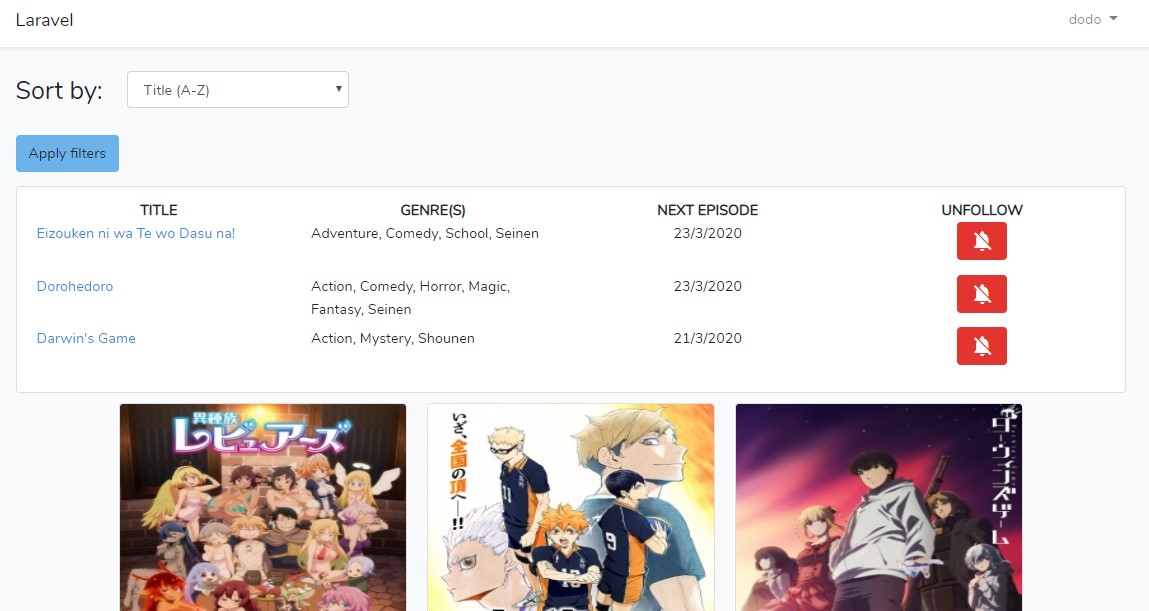 Laravel
dodo
Sort by:
Title (A-Z)
Apply filters
TITLE GENRE(S) NEXT EPISODE UNFOLLOW
Eizouken ni wa Te wo Dasu na! Adventure, Comedy, School, Seinen 23/3/2020
Dorohedoro Action, Comedy, Horror, Magic, 23/3/2020
Fantasy, Seinen
Darwin's Game Action, Mystery, Shounen 21/3/2020
異種族
レビュアーズ
いざ、
全国の頂へ──!!
11
10
9
ダーウィンズゲーム